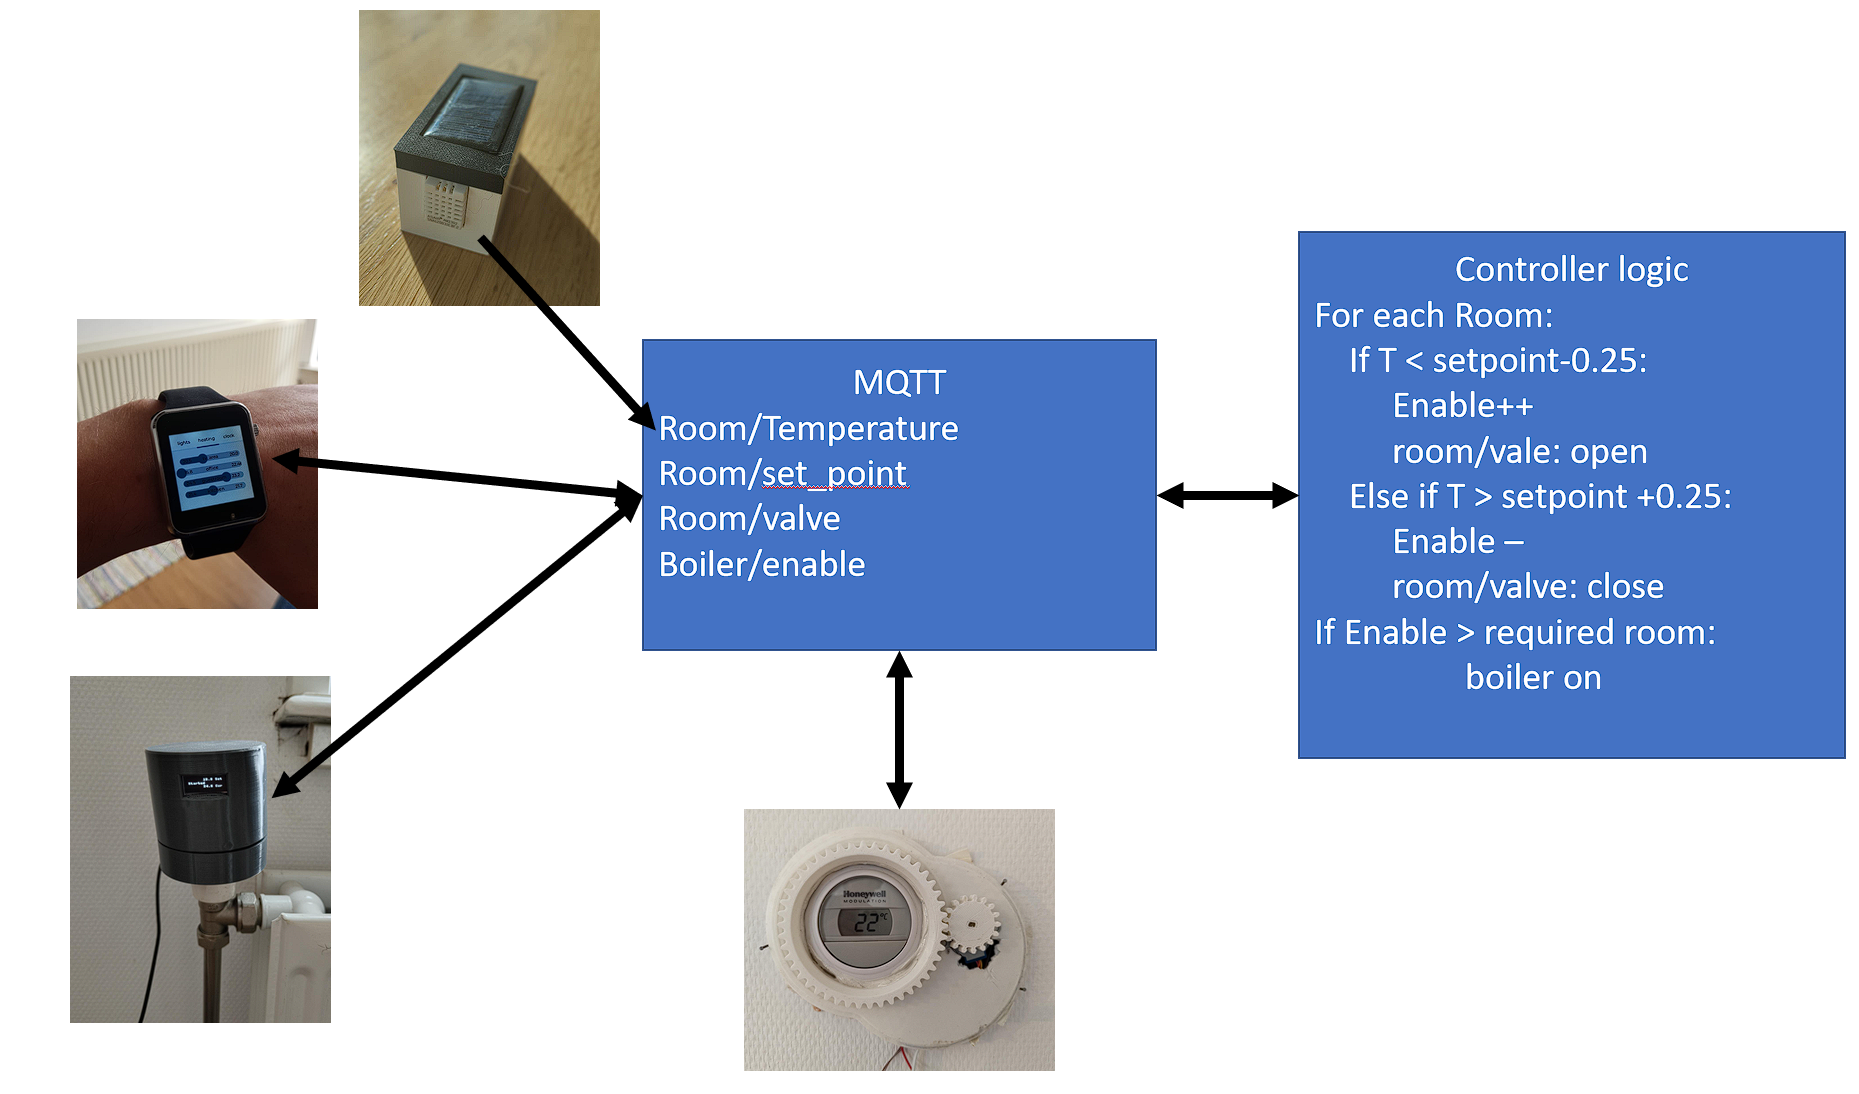 lights heating clock
office
MQTT
Room/Temperature
Room/set_point
Room/valve
Boiler/enable
Controller logic
For each Room:
If T < setpoint-0.25:
Enable++
room/vale: open
Else if T > setpoint +0.25:
Enable –
room/valve: close
If Enable > required room:
boiler on
Started
Honeywell
MODULATION
22°C